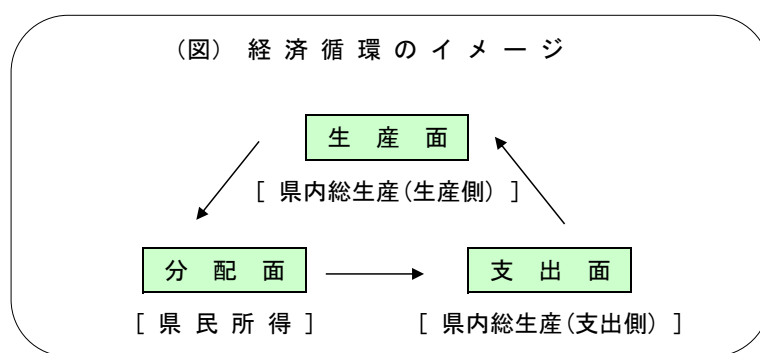 (図) 経済循環のイメージ
生産面
[ 県内総生産(生産側) ]
分配面 支出面
[ 県民所得 ] [ 県内総生産(支出側) ]